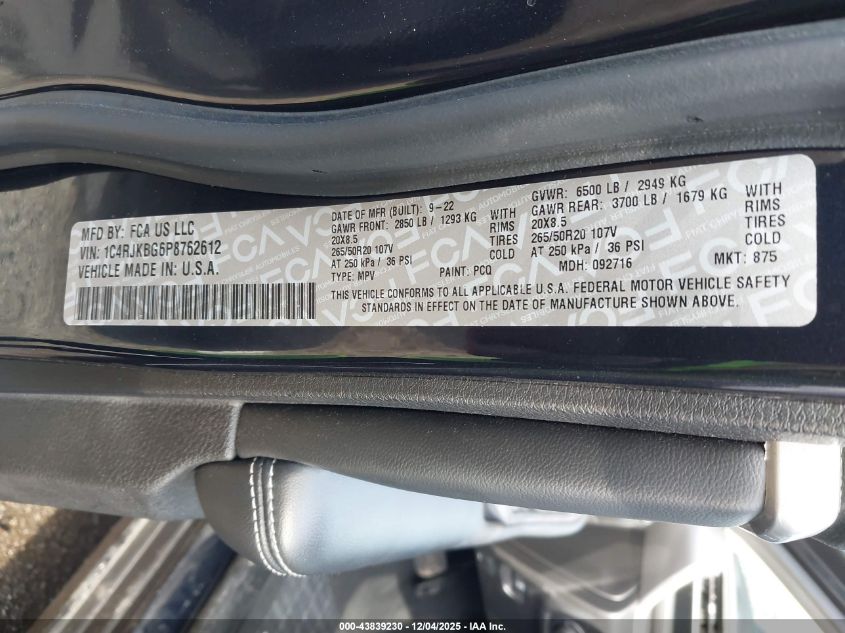 MFD BY: FCA US LLC
VIN: 1C4RJKBG6P8762612
VEHICLE MADE IN: U.S.A.
DATE OF MFR (BUILT): 9-22
GAWR FRONT: 2850 LB / 1293 KG WITH
20X8.5 RIMS
265/50R20 107V TIRES
AT 250 kPa / 36 PSI COLD
TYPE: MPV PAINT: PCQ
GVWR: 6500 LB / 2949 KG
GAWR REAR: 3700 LB / 1679 KG WITH
20X8.5 RIMS
265/50R20 107V TIRES
AT 250 kPa / 36 PSI COLD
MDH: 092716 MKT: 875
THIS VEHICLE CONFORMS TO ALL APPLICABLE U.S.A. FEDERAL MOTOR VEHICLE SAFETY
STANDARDS IN EFFECT ON THE DATE OF MANUFACTURE SHOWN ABOVE.
000-43839230 - 12/04/2025 - IAA Inc.